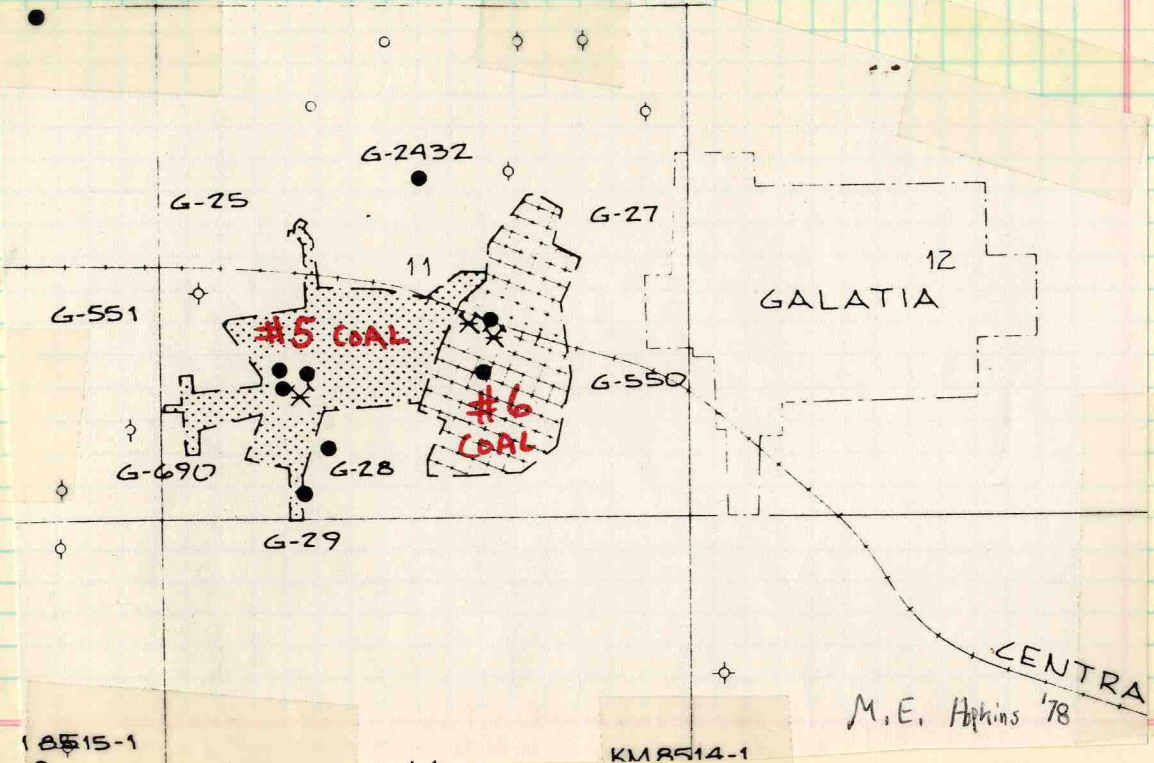 G-2432
G-25
G-27
11
12
GALATIA
G-551
#5 COAL
G-550
#6
COAL
G-690
G-28
G-29
CENTRA
M.E. Hopkins '78
KM8514-1